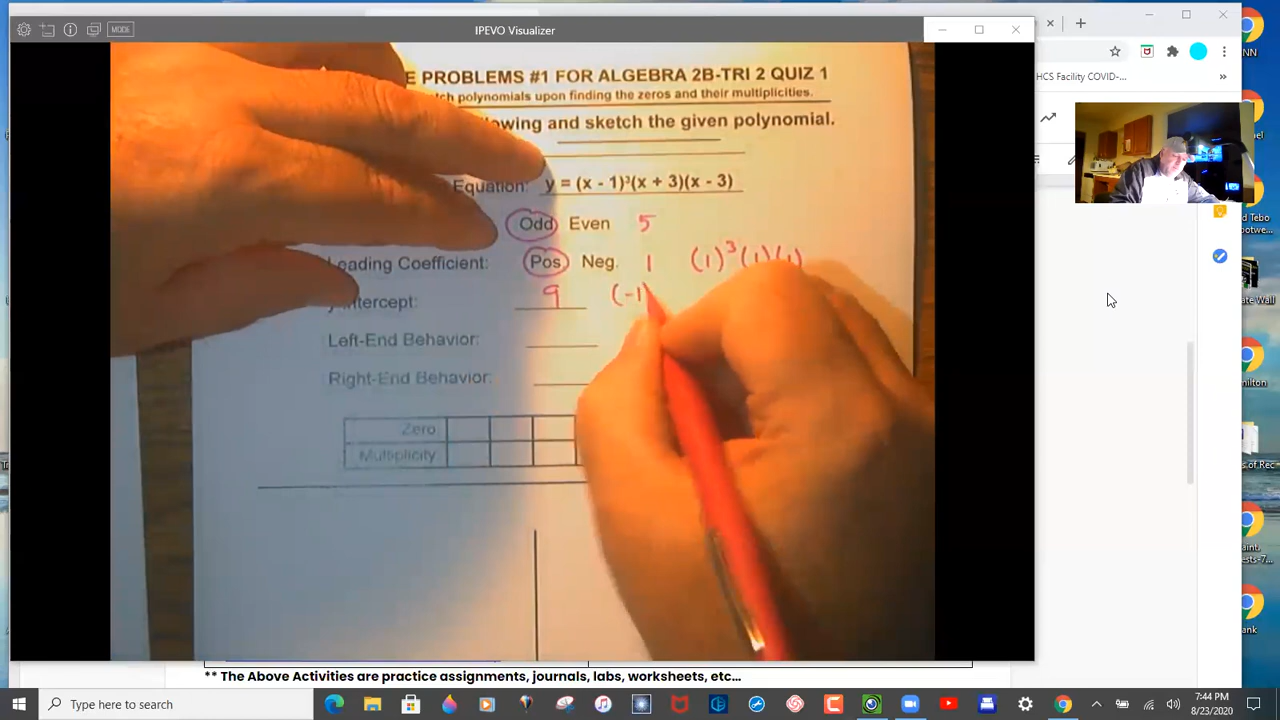 IPEVO Visualizer
MODE
HCS Facility COVID-...
E PROBLEMS #1 FOR ALGEBRA 2B-TRI 2 QUIZ 1
tch polynomials upon finding the zeros and their multiplicities.
owing and sketch the given polynomial.
Equation: y = (x - 1)³(x + 3)(x - 3)
Odd Even 5
Leading Coefficient: Pos Neg. 1 (1)³(1)(1)
y-Intercept: 9 (-1)
Left-End Behavior:
Right-End Behavior:
Zero
Multiplicity
** The Above Activities are practice assignments, journals, labs, worksheets, etc...
Type here to search
7:44 PM
8/23/2020